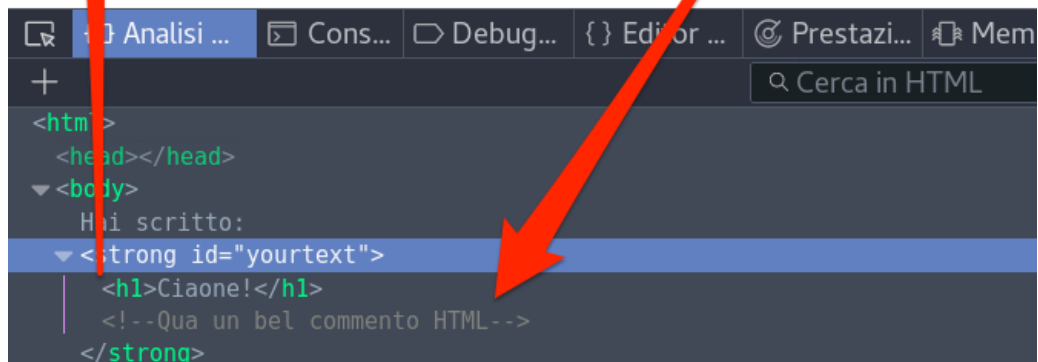 Analisi ... Cons... Debug... { } Editor ... Prestazi... Mem
+ Cerca in HTML
<html>
<head></head>
<body>
Hai scritto:
<strong id="yourtext">
<h1>Ciaone!</h1>
<!--Qua un bel commento HTML-->
</strong>